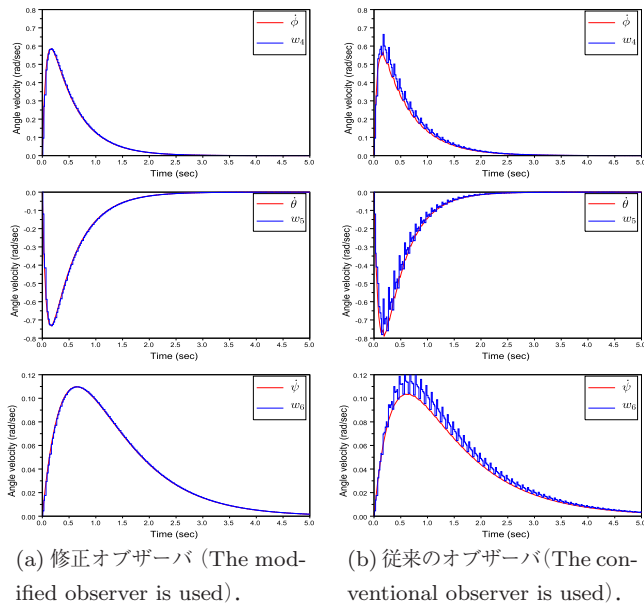 Angle velocity (rad/sec)
0.8
0.7
0.6
0.5
0.4
0.3
0.2
0.1
0.0
0.0 0.5 1.0 1.5 2.0 2.5 3.0 3.5 4.0 4.5 5.0
Time (sec)
φ̇
w₄
Angle velocity (rad/sec)
0.8
0.7
0.6
0.5
0.4
0.3
0.2
0.1
0.0
0.0 0.5 1.0 1.5 2.0 2.5 3.0 3.5 4.0 4.5 5.0
Time (sec)
φ̇
w₄
Angle velocity (rad/sec)
0.0
-0.1
-0.2
-0.3
-0.4
-0.5
-0.6
-0.7
-0.8
0.0 0.5 1.0 1.5 2.0 2.5 3.0 3.5 4.0 4.5 5.0
Time (sec)
θ̇
w₅
Angle velocity (rad/sec)
0.0
-0.1
-0.2
-0.3
-0.4
-0.5
-0.6
-0.7
-0.8
0.0 0.5 1.0 1.5 2.0 2.5 3.0 3.5 4.0 4.5 5.0
Time (sec)
θ̇
w₅
Angle velocity (rad/sec)
0.12
0.10
0.08
0.06
0.04
0.02
0.00
0.0 0.5 1.0 1.5 2.0 2.5 3.0 3.5 4.0 4.5 5.0
Time (sec)
ψ̇
w₆
Angle velocity (rad/sec)
0.12
0.10
0.08
0.06
0.04
0.02
0.00
0.0 0.5 1.0 1.5 2.0 2.5 3.0 3.5 4.0 4.5 5.0
Time (sec)
ψ̇
w₆
(a) 修正オブザーバ (The mod-
ified observer is used).
(b) 従来のオブザーバ(The con-
ventional observer is used).